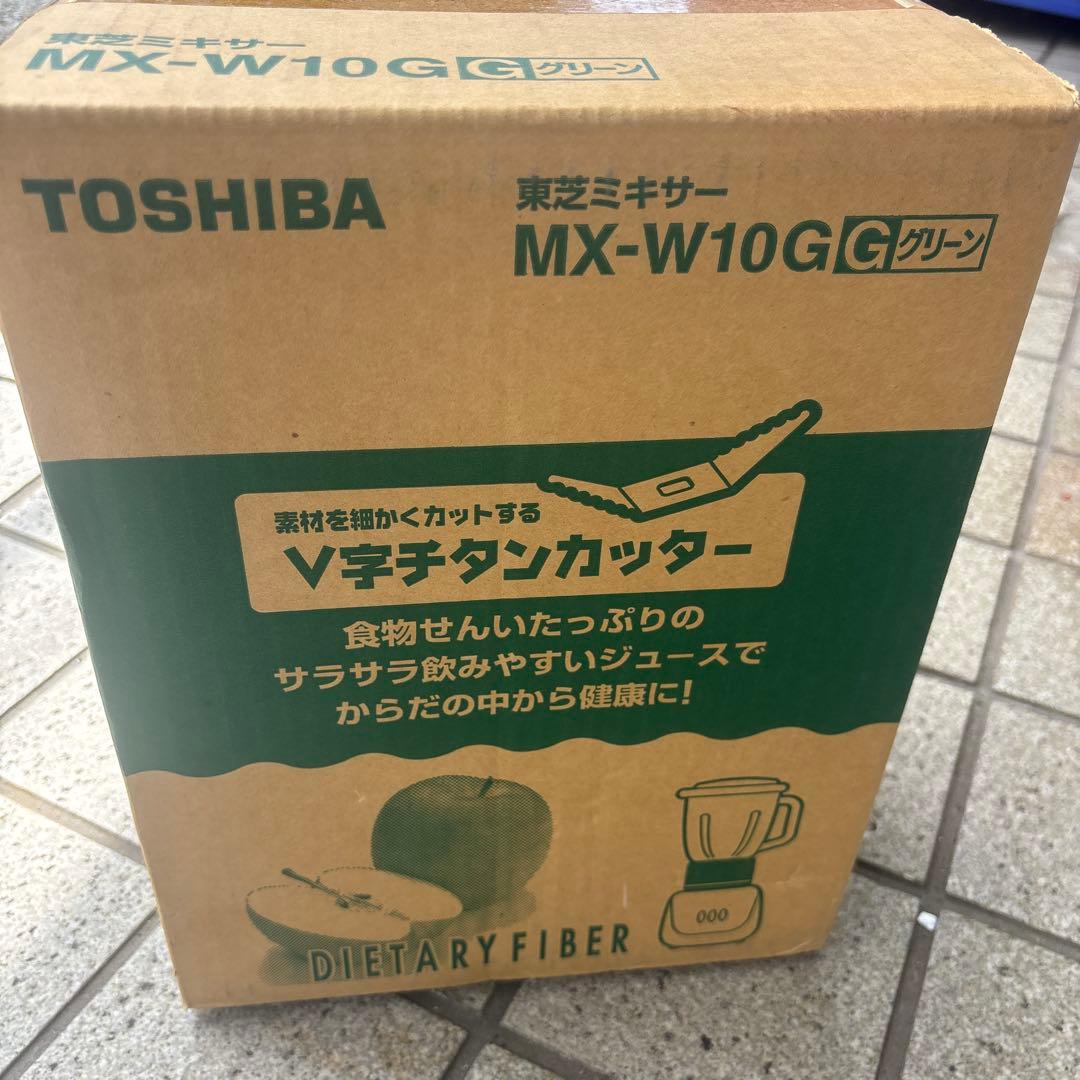 東芝ミキサー
MX-W10G G グリーン
TOSHIBA
東芝ミキサー
MX-W10G G グリーン
素材を細かくカットする
V字チタンカッター
食物せんいたっぷりの
サラサラ飲みやすいジュースで
からだの中から健康に!
DIETARY FIBER